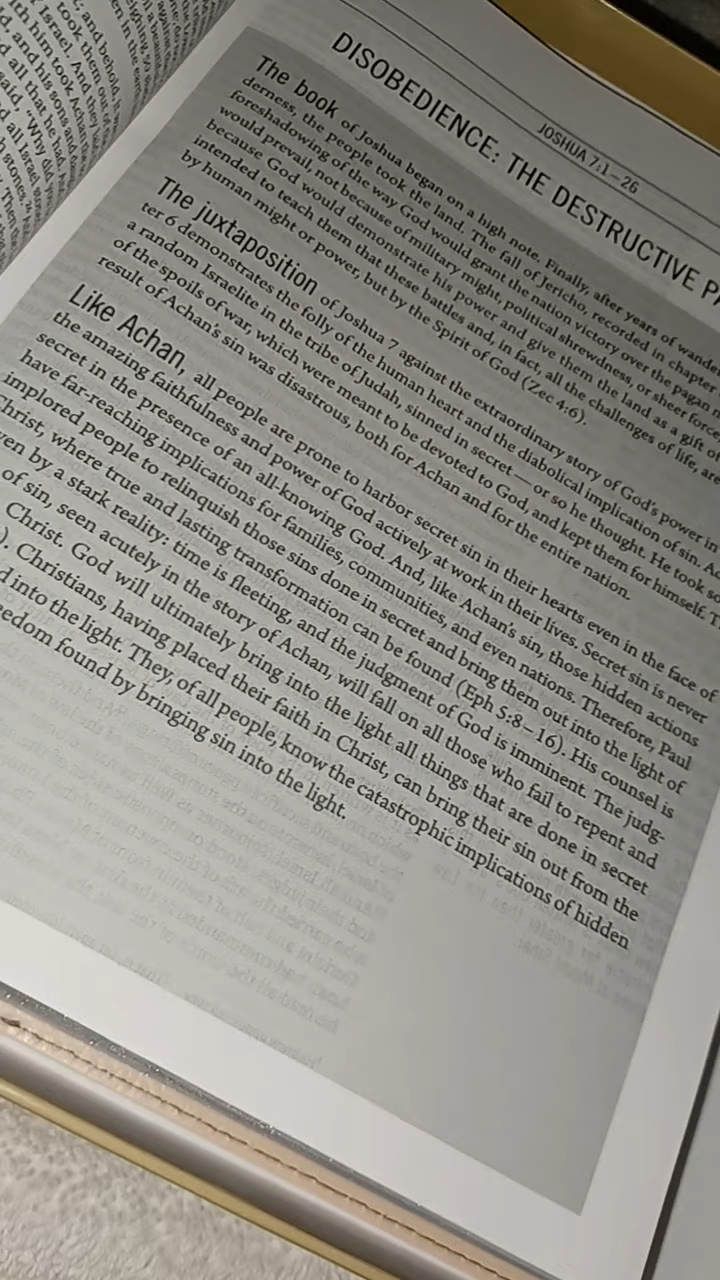 JOSHUA 7:1–26
DISOBEDIENCE: THE DESTRUCTIVE
The book of Joshua began on a high note. Finally, after years of wander-
derness, the people took the land. The fall of Jericho, recorded in chapter
foreshadowing of the way God would grant the nation victory over the pagan
would prevail, not because of military might, political shrewdness, or sheer force,
because God would demonstrate his power and give them the land as a gift of
intended to teach them that these battles and, in fact, all the challenges of life, are
by human might or power, but by the Spirit of God (Zec 4:6).
The juxtaposition of Joshua 7 against the extraordinary story of God's power in
ter 6 demonstrates the folly of the human heart and the diabolical implication of sin.
a random Israelite in the tribe of Judah, sinned in secret—or so he thought. He took
of the spoils of war, which were meant to be devoted to God, and kept them for himself.
result of Achan's sin was disastrous, both for Achan and for the entire nation.
Like Achan, all people are prone to harbor secret sin in their hearts even in the face of
the amazing faithfulness and power of God actively at work in their lives. Secret sin is never
secret in the presence of an all-knowing God. And, like Achan's sin, those hidden actions
have far-reaching implications for families, communities, and even nations. Therefore, Paul
implored people to relinquish those sins done in secret and bring them out into the light of
Christ, where true and lasting transformation can be found (Eph 5:8–16). His counsel is
by a stark reality: time is fleeting, and the judgment of God is imminent. The judg-
of sin, seen acutely in the story of Achan, will fall on all those who fail to repent and
Christ. God will ultimately bring into the light all things that are done in secret
). Christians, having placed their faith in Christ, can bring their sin out from the
into the light. They, of all people, know the catastrophic implications of hidden
found by bringing sin into the light.